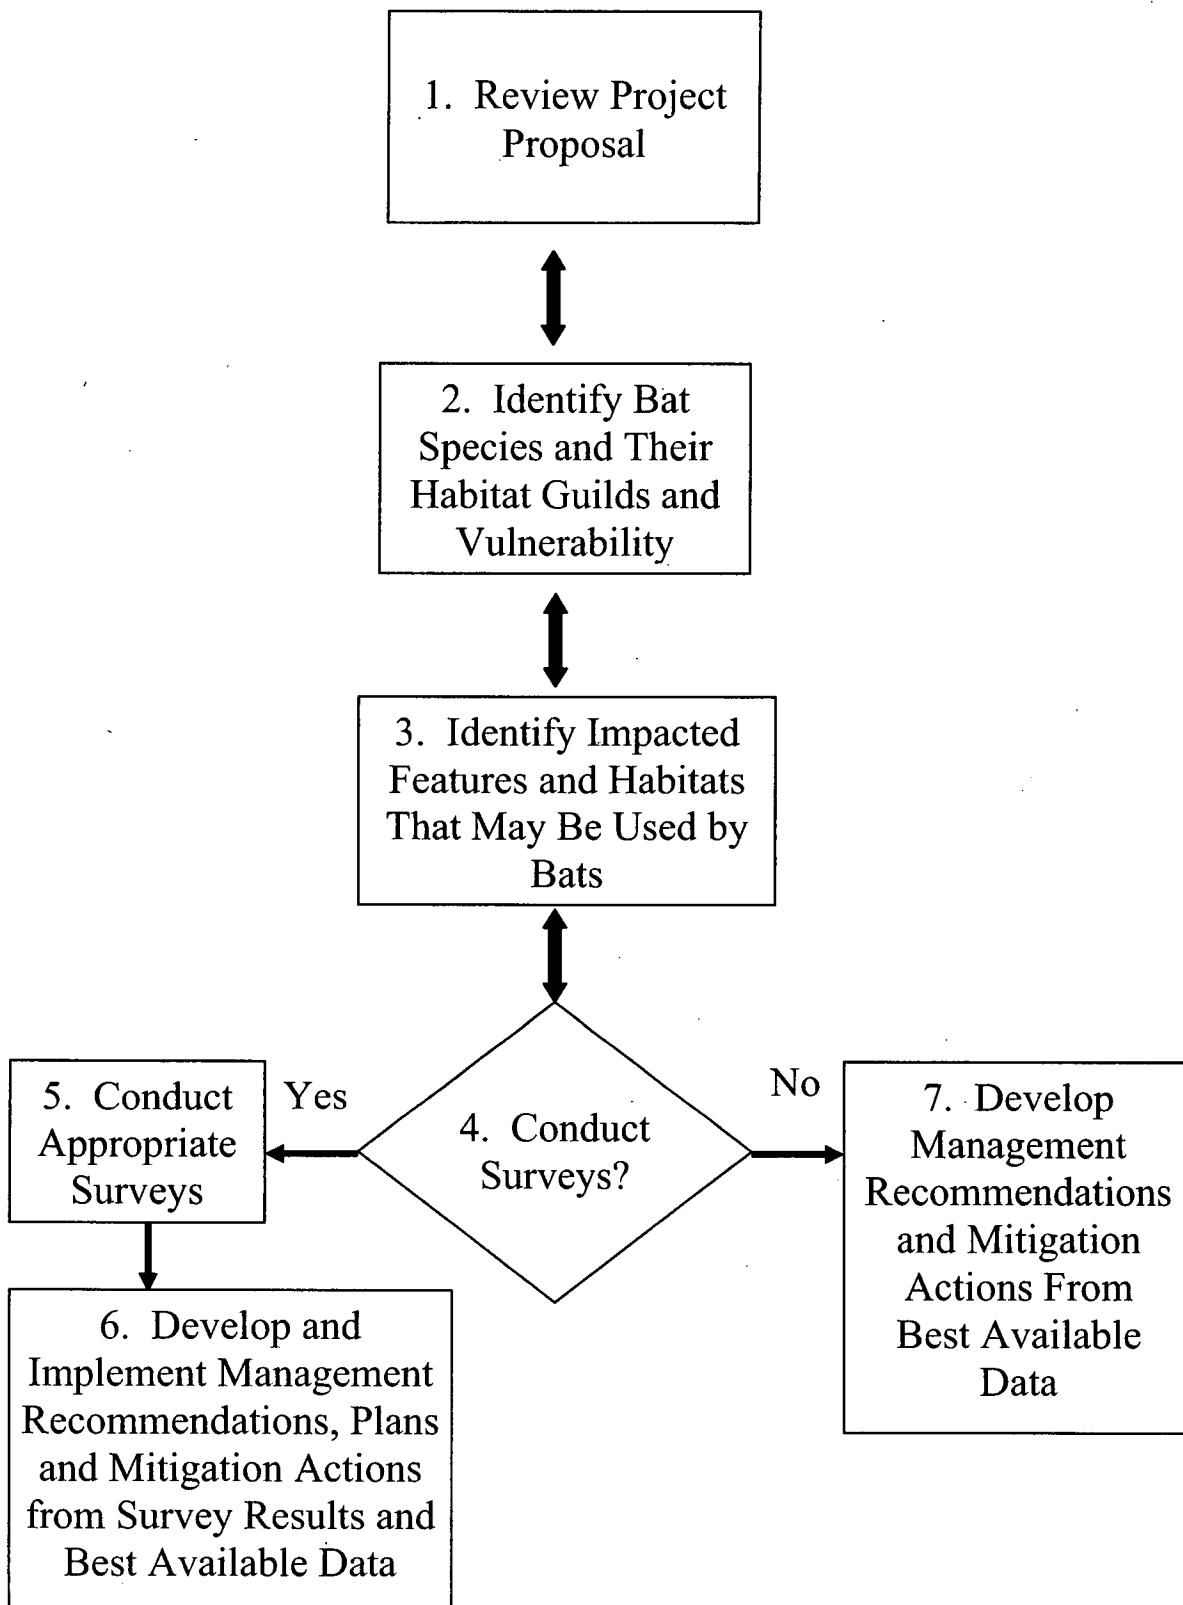 1. Review Project
Proposal
2. Identify Bat
Species and Their
Habitat Guilds and
Vulnerability
3. Identify Impacted
Features and Habitats
That May Be Used by
Bats
4. Conduct
Surveys?
Yes
No
5. Conduct
Appropriate
Surveys
6. Develop and
Implement Management
Recommendations, Plans
and Mitigation Actions
from Survey Results and
Best Available Data
7. Develop
Management
Recommendations
and Mitigation
Actions From
Best Available
Data